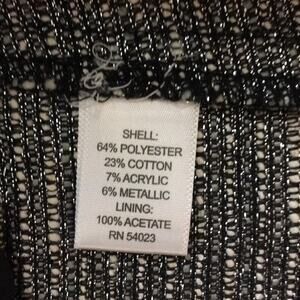 SHELL:
64% POLYESTER
23% COTTON
7% ACRYLIC
6% METALLIC
LINING:
100% ACETATE
RN 54023